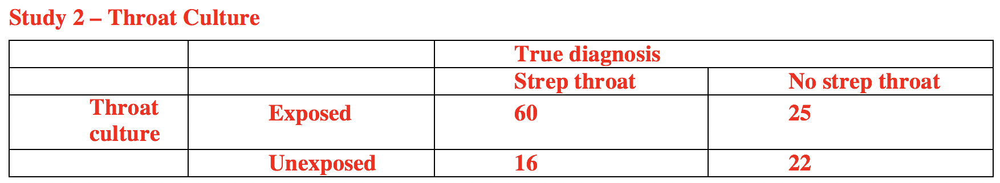 Study 2 – Throat Culture
True diagnosis
Strep throat No strep throat
Throat culture Exposed 60 25
Unexposed 16 22